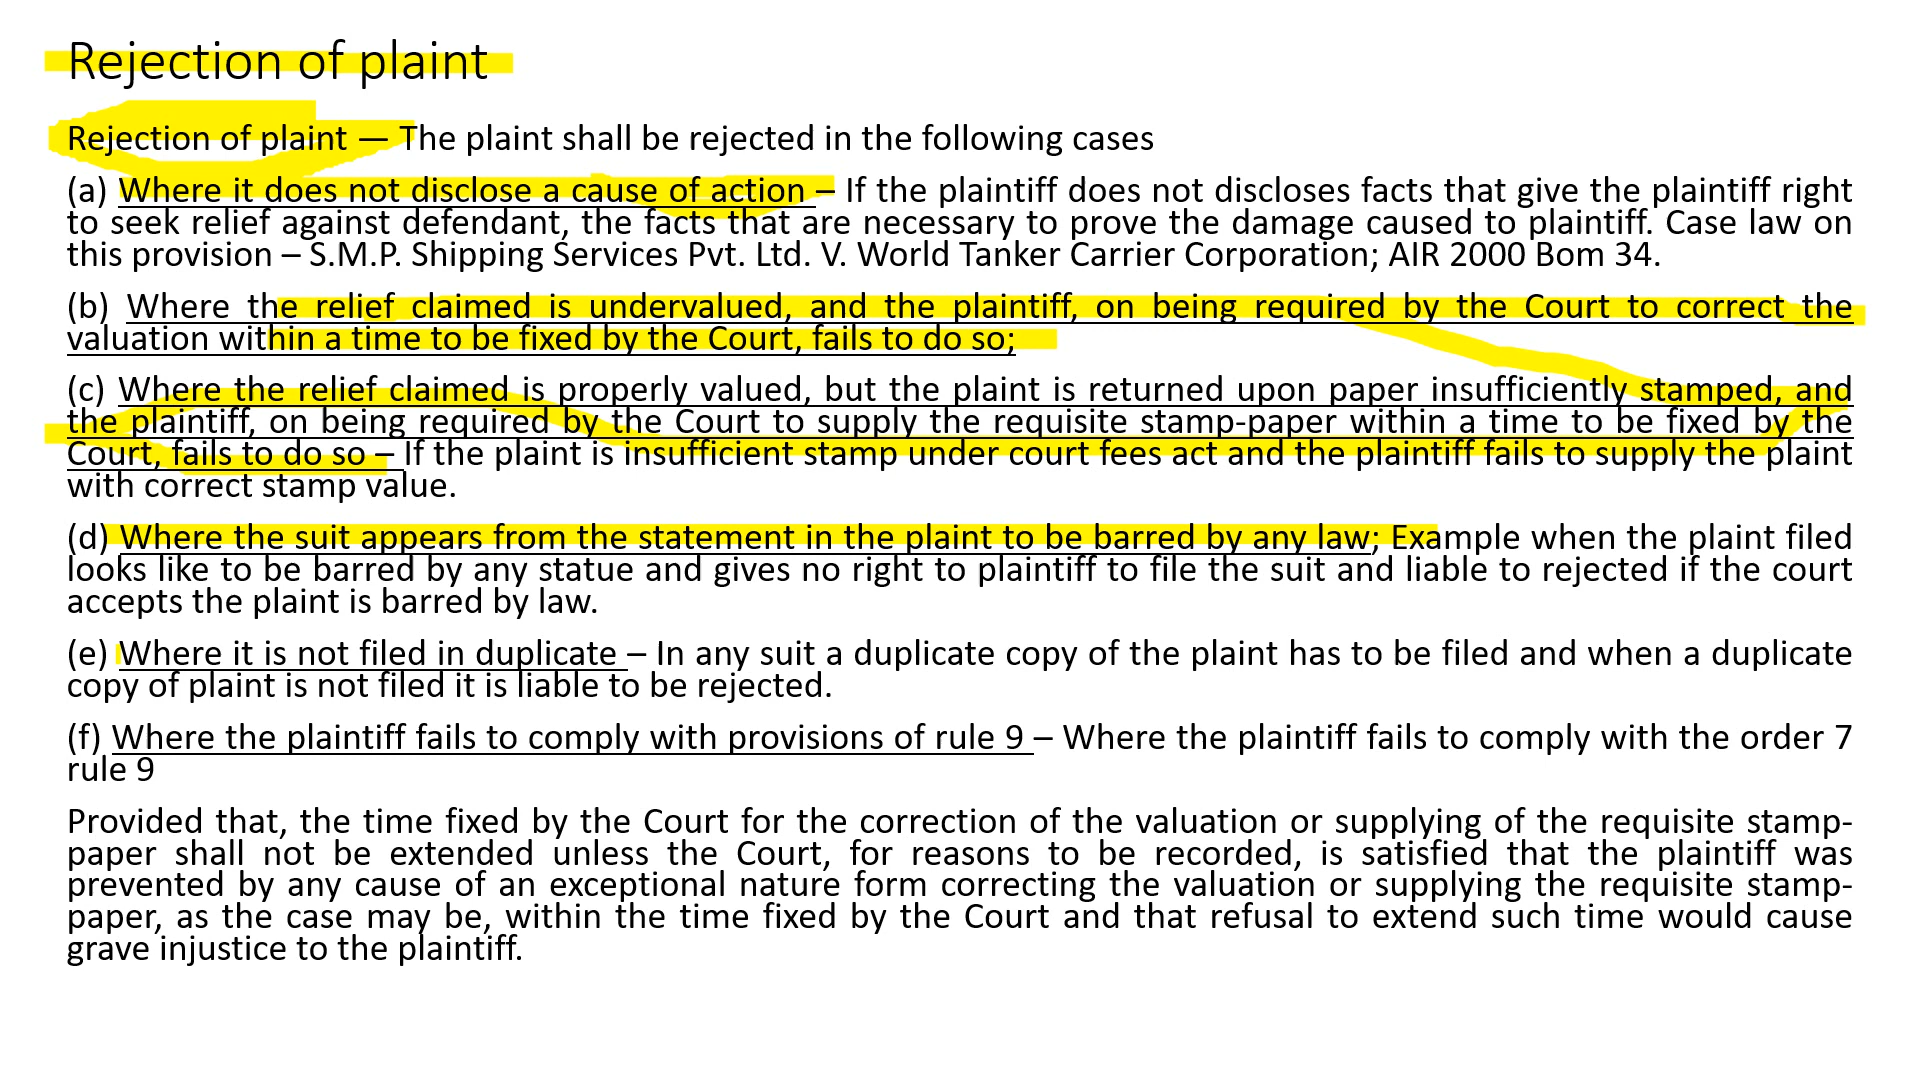 Rejection of plaint
Rejection of plaint — The plaint shall be rejected in the following cases
(a) Where it does not disclose a cause of action – If the plaintiff does not discloses facts that give the plaintiff right
to seek relief against defendant, the facts that are necessary to prove the damage caused to plaintiff. Case law on
this provision – S.M.P. Shipping Services Pvt. Ltd. V. World Tanker Carrier Corporation; AIR 2000 Bom 34.
(b) Where the relief claimed is undervalued, and the plaintiff, on being required by the Court to correct the
valuation within a time to be fixed by the Court, fails to do so;
(c) Where the relief claimed is properly valued, but the plaint is returned upon paper insufficiently stamped, and
the plaintiff, on being required by the Court to supply the requisite stamp-paper within a time to be fixed by the
Court, fails to do so – If the plaint is insufficient stamp under court fees act and the plaintiff fails to supply the plaint
with correct stamp value.
(d) Where the suit appears from the statement in the plaint to be barred by any law; Example when the plaint filed
looks like to be barred by any statue and gives no right to plaintiff to file the suit and liable to rejected if the court
accepts the plaint is barred by law.
(e) Where it is not filed in duplicate – In any suit a duplicate copy of the plaint has to be filed and when a duplicate
copy of plaint is not filed it is liable to be rejected.
(f) Where the plaintiff fails to comply with provisions of rule 9 – Where the plaintiff fails to comply with the order 7
rule 9
Provided that, the time fixed by the Court for the correction of the valuation or supplying of the requisite stamp-
paper shall not be extended unless the Court, for reasons to be recorded, is satisfied that the plaintiff was
prevented by any cause of an exceptional nature form correcting the valuation or supplying the requisite stamp-
paper, as the case may be, within the time fixed by the Court and that refusal to extend such time would cause
grave injustice to the plaintiff.